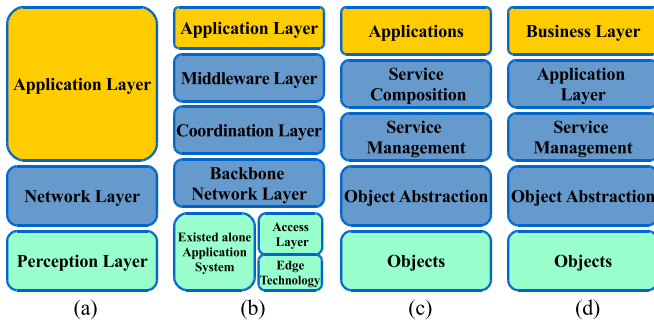 Application Layer
Network Layer
Perception Layer
(a)
Application Layer
Middleware Layer
Coordination Layer
Backbone
Network Layer
Existed alone
Application
System
Access
Layer
Edge
Technology
(b)
Applications
Service
Composition
Service
Management
Object Abstraction
Objects
(c)
Business Layer
Application
Layer
Service
Management
Object Abstraction
Objects
(d)